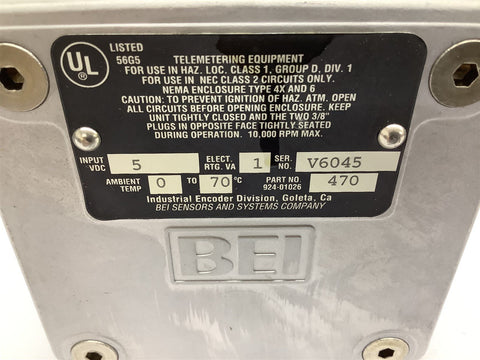 UL
LISTED
56G5 TELEMETERING EQUIPMENT
FOR USE IN HAZ. LOC. CLASS 1, GROUP D, DIV. 1
FOR USE IN NEC CLASS 2 CIRCUITS ONLY.
NEMA ENCLOSURE TYPE 4X AND 6
CAUTION: TO PREVENT IGNITION OF HAZ. ATM. OPEN
ALL CIRCUITS BEFORE OPENING ENCLOSURE. KEEP
UNIT TIGHTLY CLOSED AND THE TWO 3/8"
PLUGS IN OPPOSITE FACE TIGHTLY SEATED
DURING OPERATION. 10,000 RPM MAX.
INPUT VDC 5 ELECT. RTG. VA 1 SER. NO. V6045
AMBIENT TEMP 0 TO 70 °C PART NO. 924-01026 470
Industrial Encoder Division, Goleta, Ca
BEI SENSORS AND SYSTEMS COMPANY
BEI